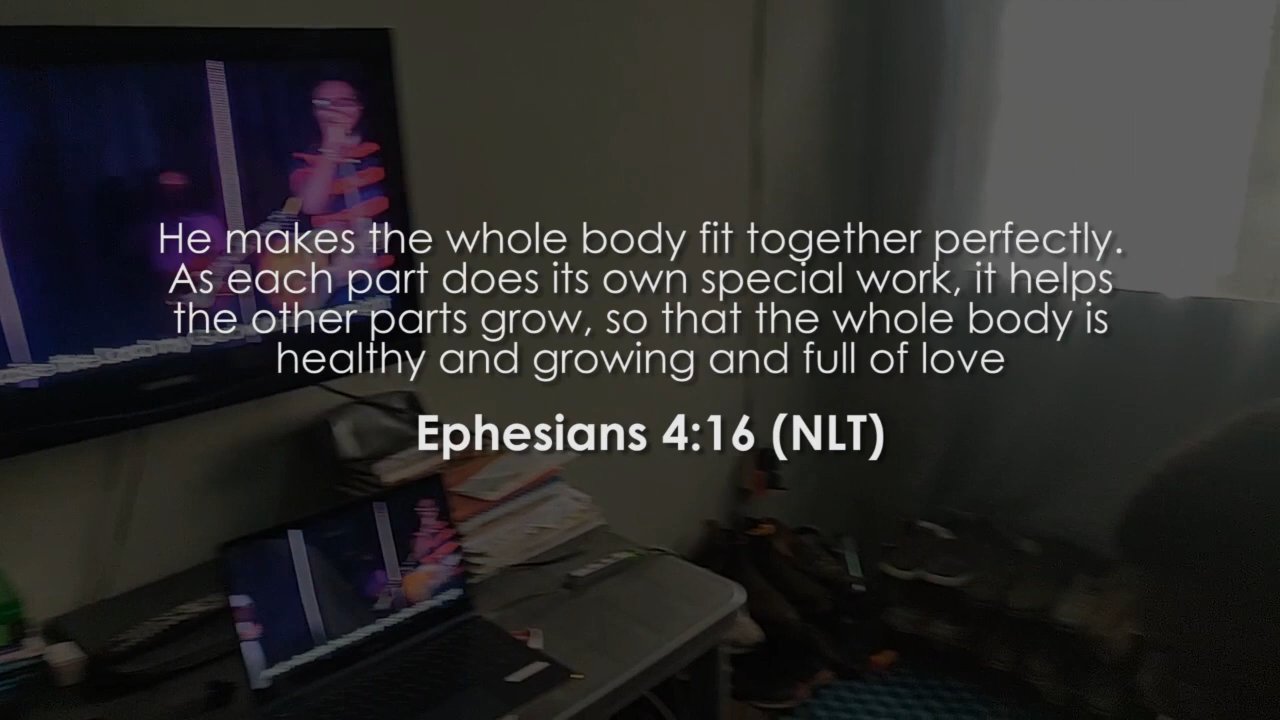 He makes the whole body fit together perfectly.
As each part does its own special work, it helps
the other parts grow, so that the whole body is
healthy and growing and full of love
Ephesians 4:16 (NLT)